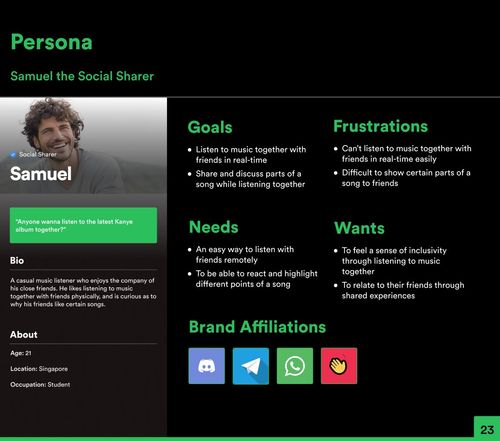 Persona
Samuel the Social Sharer
Social Sharer
Samuel
"Anyone wanna listen to the latest Kanye
album together?"
Bio
A casual music listener who enjoys the company of
his close friends. He likes listening to music
together with friends physically, and is curious as to
why his friends like certain songs.
About
Age: 21
Location: Singapore
Occupation: Student
Goals
• Listen to music together with
friends in real-time
• Share and discuss parts of a
song while listening together
Frustrations
• Can't listen to music together with
friends in real-time easily
• Difficult to show certain parts of a
song to friends
Needs
• An easy way to listen with
friends remotely
• To be able to react and highlight
different points of a song
Wants
• To feel a sense of inclusivity
through listening to music
together
• To relate to their friends through
shared experiences
Brand Affiliations
23